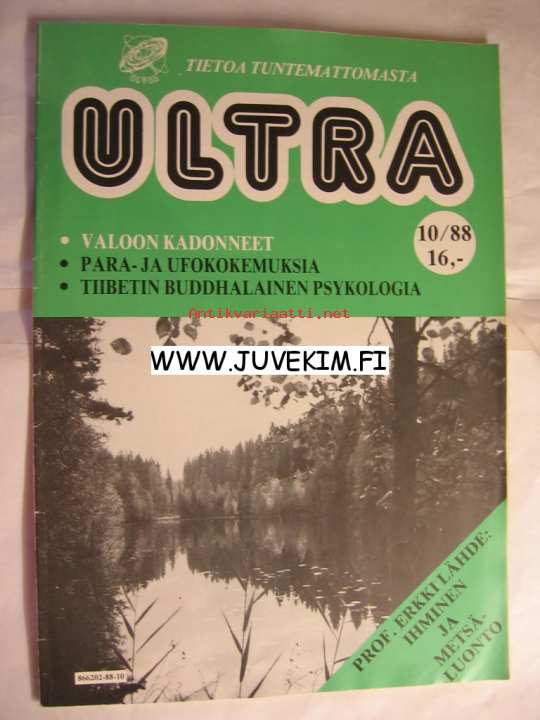 TIETOA TUNTEMATTOMASTA
ULTRA
10/88
16,-
• VALOON KADONNEET
• PARA- JA UFOKOKEMUKSIA
• TIIBETIN BUDDHALAINEN PSYKOLOGIA
Antikvariaatti.net
WWW.JUVEKIM.FI
PROF. ERKKI LÄHDE:
IHMINEN
JA
METSÄ-
LUONTO
866202-88-10